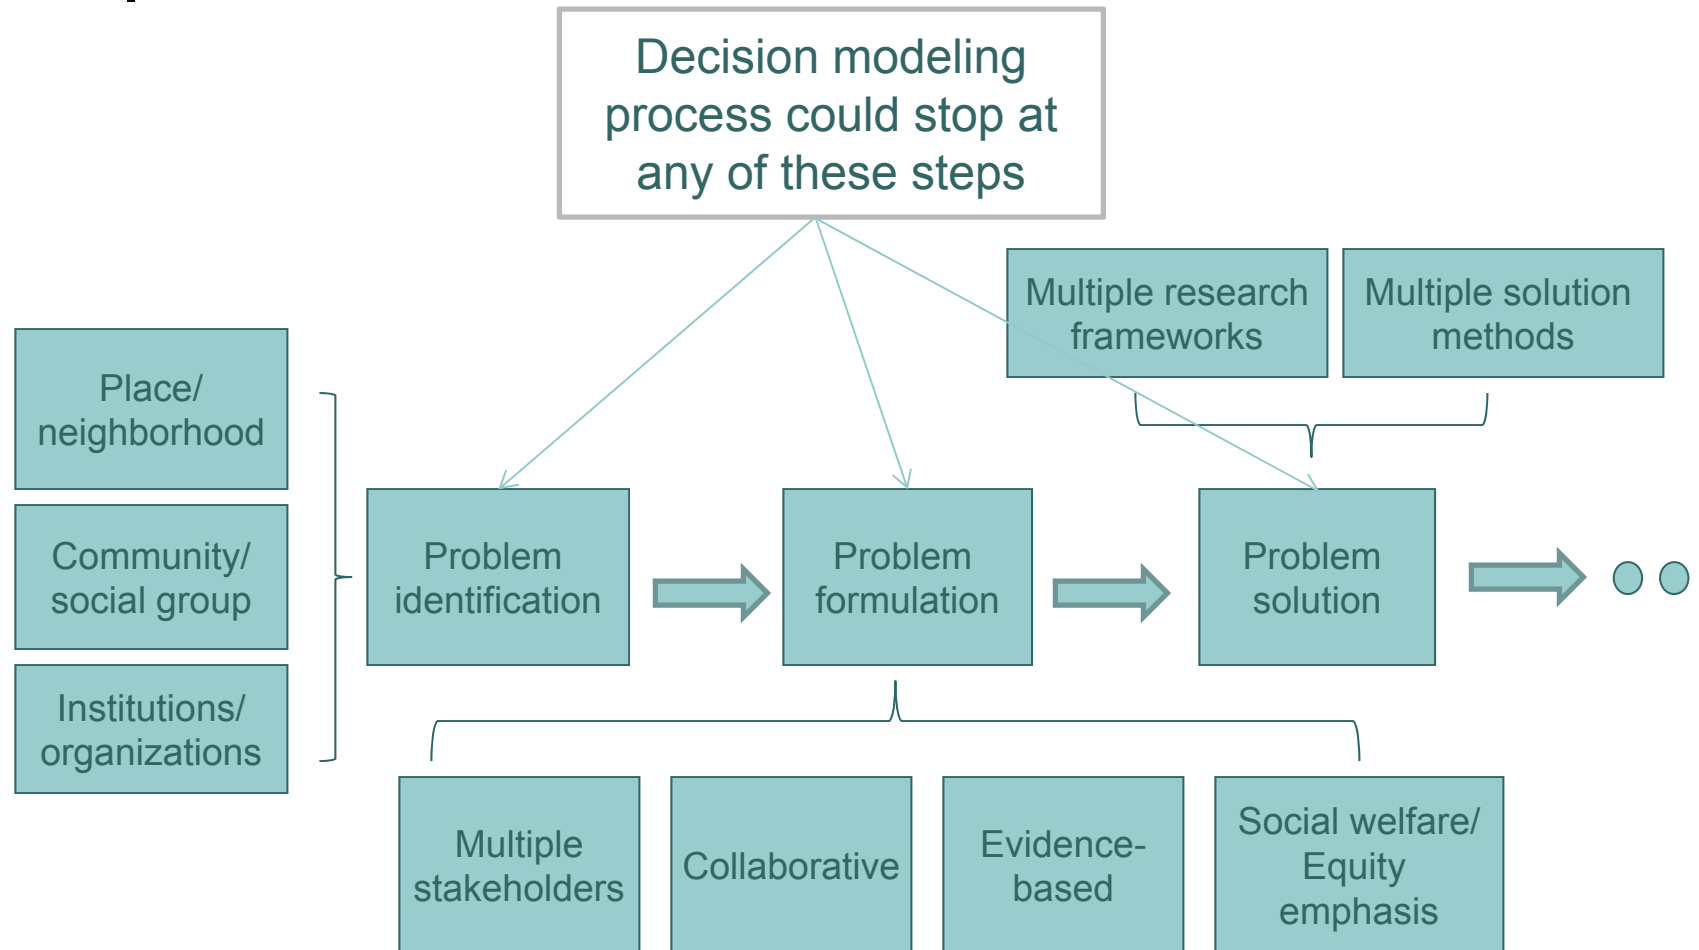 Decision modeling
process could stop at
any of these steps
Multiple research
frameworks
Multiple solution
methods
Place/
neighborhood
Community/
social group
Institutions/
organizations
Problem
identification
Problem
formulation
Problem
solution
Multiple
stakeholders
Collaborative
Evidence-
based
Social welfare/
Equity
emphasis